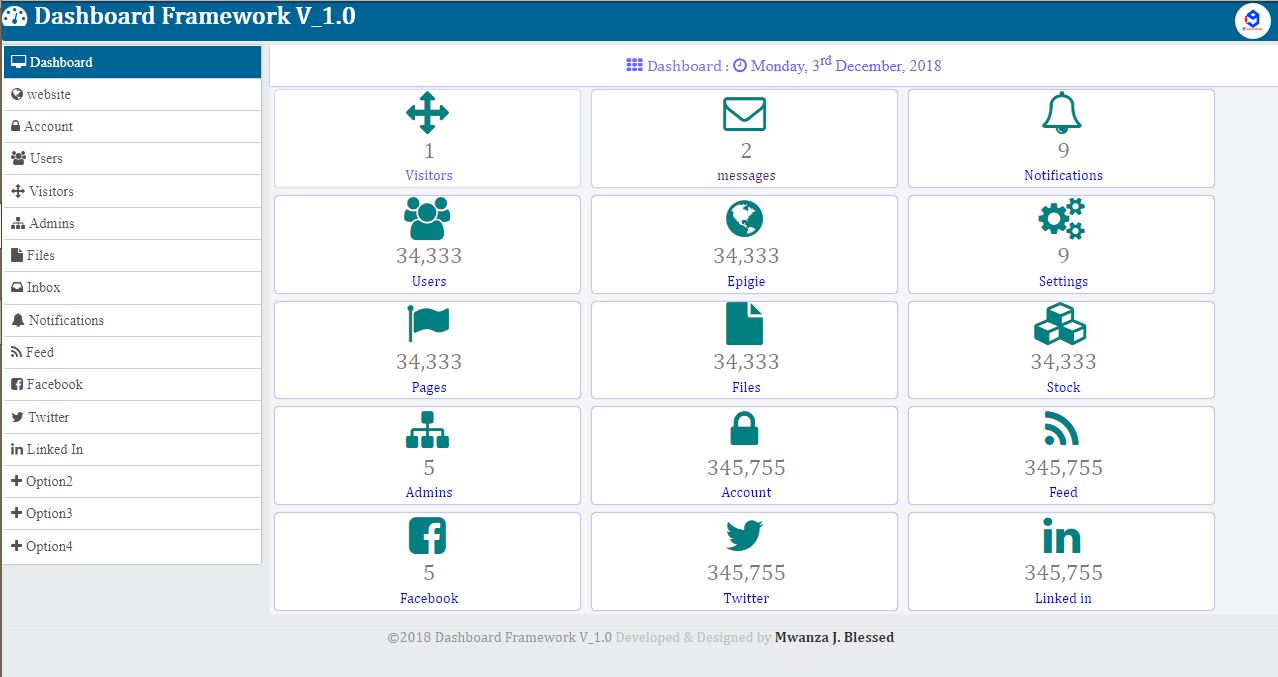 Dashboard Framework V_1.0
Dashboard
website
Account
Users
Visitors
Admins
Files
Inbox
Notifications
Feed
Facebook
Twitter
Linked In
Option2
Option3
Option4
Dashboard : Monday, 3rd December, 2018
1
Visitors
2
messages
9
Notifications
34,333
Users
34,333
Epigie
9
Settings
34,333
Pages
34,333
Files
34,333
Stock
5
Admins
345,755
Account
345,755
Feed
5
Facebook
345,755
Twitter
345,755
Linked in
©2018 Dashboard Framework V_1.0 Developed & Designed by Mwanza J. Blessed